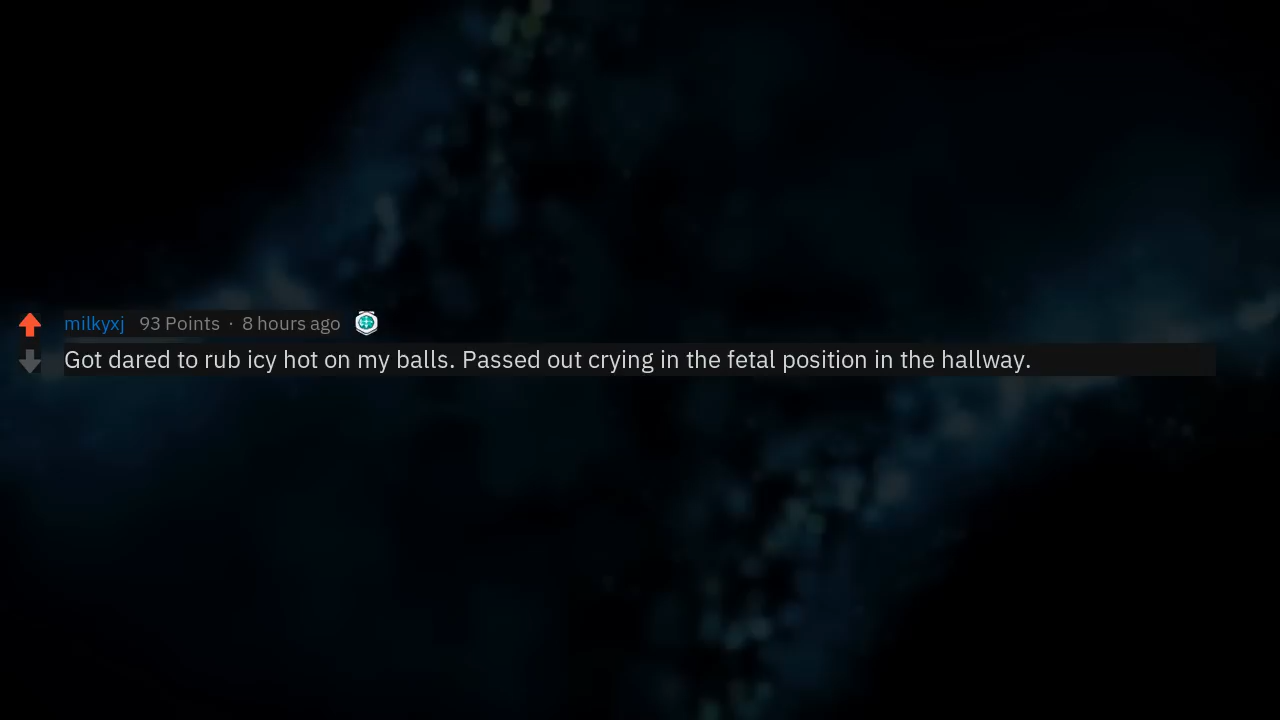 milkyxj 93 Points · 8 hours ago
Got dared to rub icy hot on my balls. Passed out crying in the fetal position in the hallway.